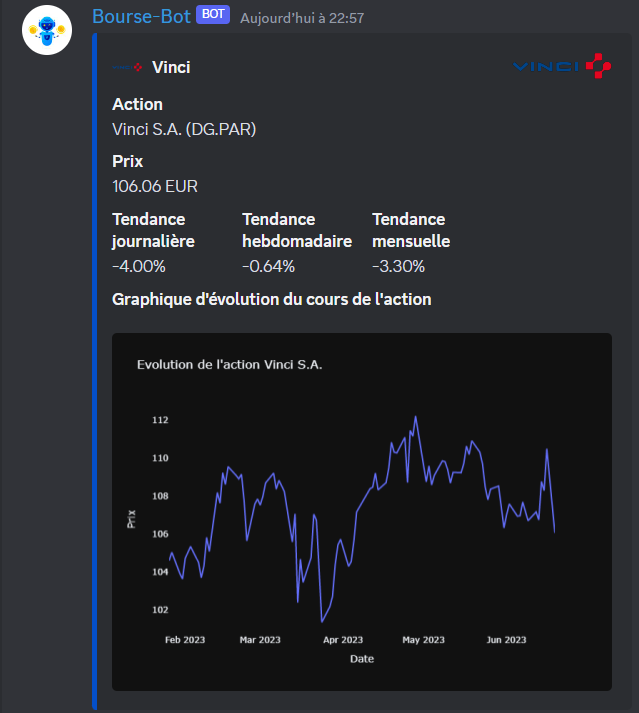 Bourse-Bot BOT Aujourd'hui à 22:57
Vinci
VINCI
Action
Vinci S.A. (DG.PAR)
Prix
106.06 EUR
Tendance journalière
-4.00%
Tendance hebdomadaire
-0.64%
Tendance mensuelle
-3.30%
Graphique d'évolution du cours de l'action
Evolution de l'action Vinci S.A.
Prix
112
110
108
106
104
102
Feb 2023 Mar 2023 Apr 2023 May 2023 Jun 2023
Date